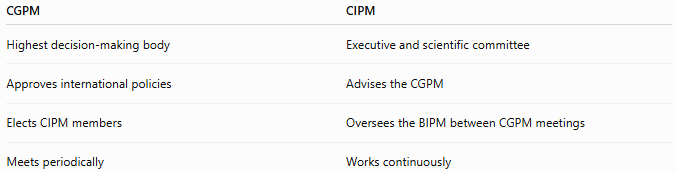 CGPM CIPM
Highest decision-making body Executive and scientific committee
Approves international policies Advises the CGPM
Elects CIPM members Oversees the BIPM between CGPM meetings
Meets periodically Works continuously